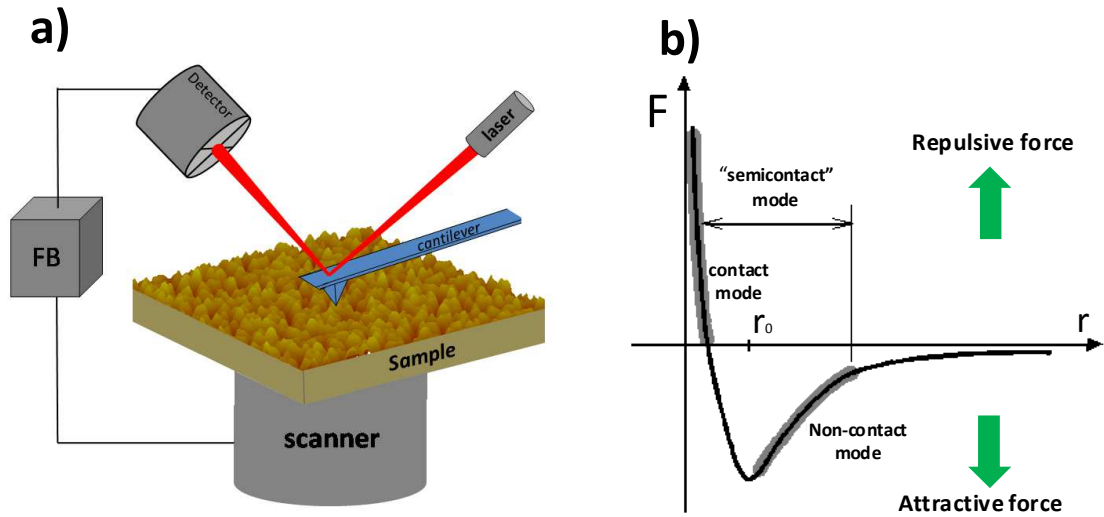 a)
Detector
laser
FB
cantilever
Sample
scanner
b)
F
Repulsive force
“semicontact”
mode
contact
mode
r₀
r
Non-contact
mode
Attractive force